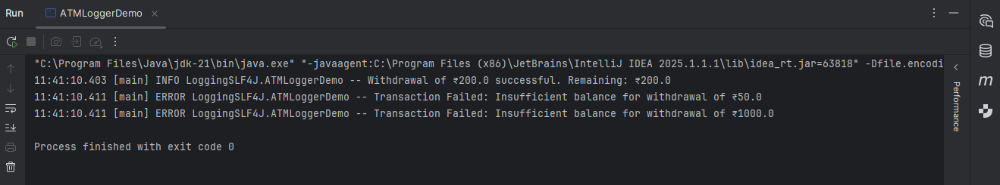 Run ATMLoggerDemo
"C:\Program Files\Java\jdk-21\bin\java.exe" "-javaagent:C:\Program Files (x86)\JetBrains\IntelliJ IDEA 2025.1.1.1\lib\idea_rt.jar=63818" -Dfile.encodi
11:41:10.403 [main] INFO LoggingSLF4J.ATMLoggerDemo -- Withdrawal of ₹200.0 successful. Remaining: ₹200.0
11:41:10.411 [main] ERROR LoggingSLF4J.ATMLoggerDemo -- Transaction Failed: Insufficient balance for withdrawal of ₹50.0
11:41:10.411 [main] ERROR LoggingSLF4J.ATMLoggerDemo -- Transaction Failed: Insufficient balance for withdrawal of ₹1000.0
Process finished with exit code 0
Performance
m